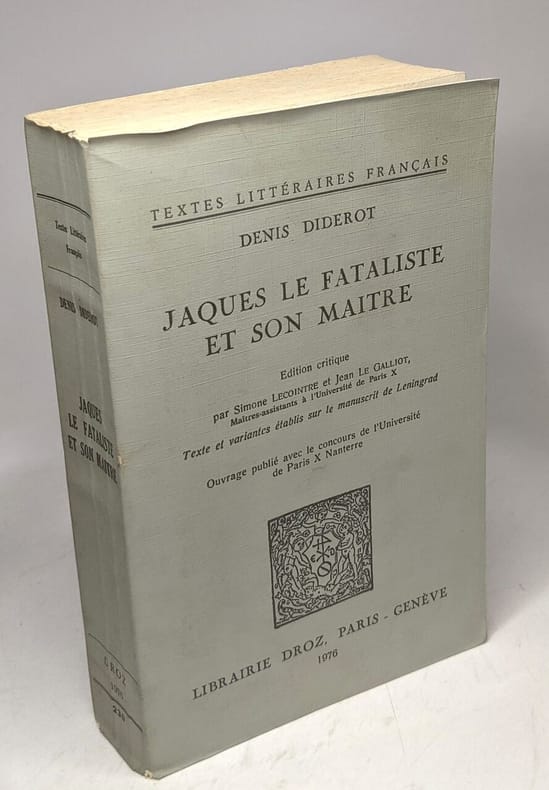 TEXTES LITTÉRAIRES FRANÇAIS
DENIS DIDEROT
JAQUES LE FATALISTE
ET SON MAITRE
Edition critique
par Simone LECOINTRE et Jean LE GALLIOT,
Maîtres-assistants à l'Université de Paris X
Texte et variantes établis sur le manuscrit de Leningrad
Ouvrage publié avec le concours de l'Université
de Paris X Nanterre
LIBRAIRIE DROZ, PARIS - GENÈVE
1976
Textes Littéraires
Français
DENIS DIDEROT
JAQUES
LE FATALISTE
ET SON MAITRE
DROZ
1976